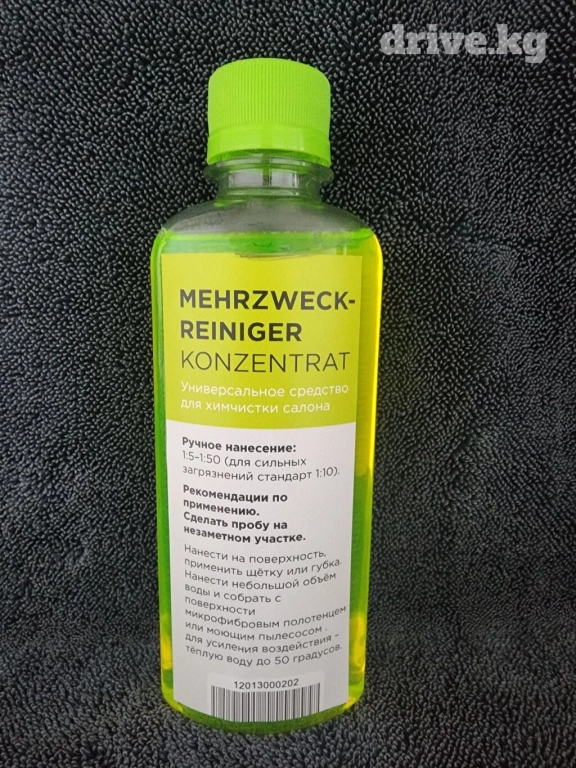 drive.kg
MEHRZWECK-
REINIGER
KONZENTRAT
Универсальное средство
для химчистки салона
Ручное нанесение:
1:5-1:50 (для сильных
загрязнений стандарт 1:10).
Рекомендации по
применению.
Сделать пробу на
незаметном участке.
Нанести на поверхность,
применить щётку или губка.
Нанести небольшой объём
воды и собрать с
поверхности
микрофибровым полотенцем
или моющим пылесосом .
для усиления воздействия –
тёплую воду до 50 градусов.
12013000202